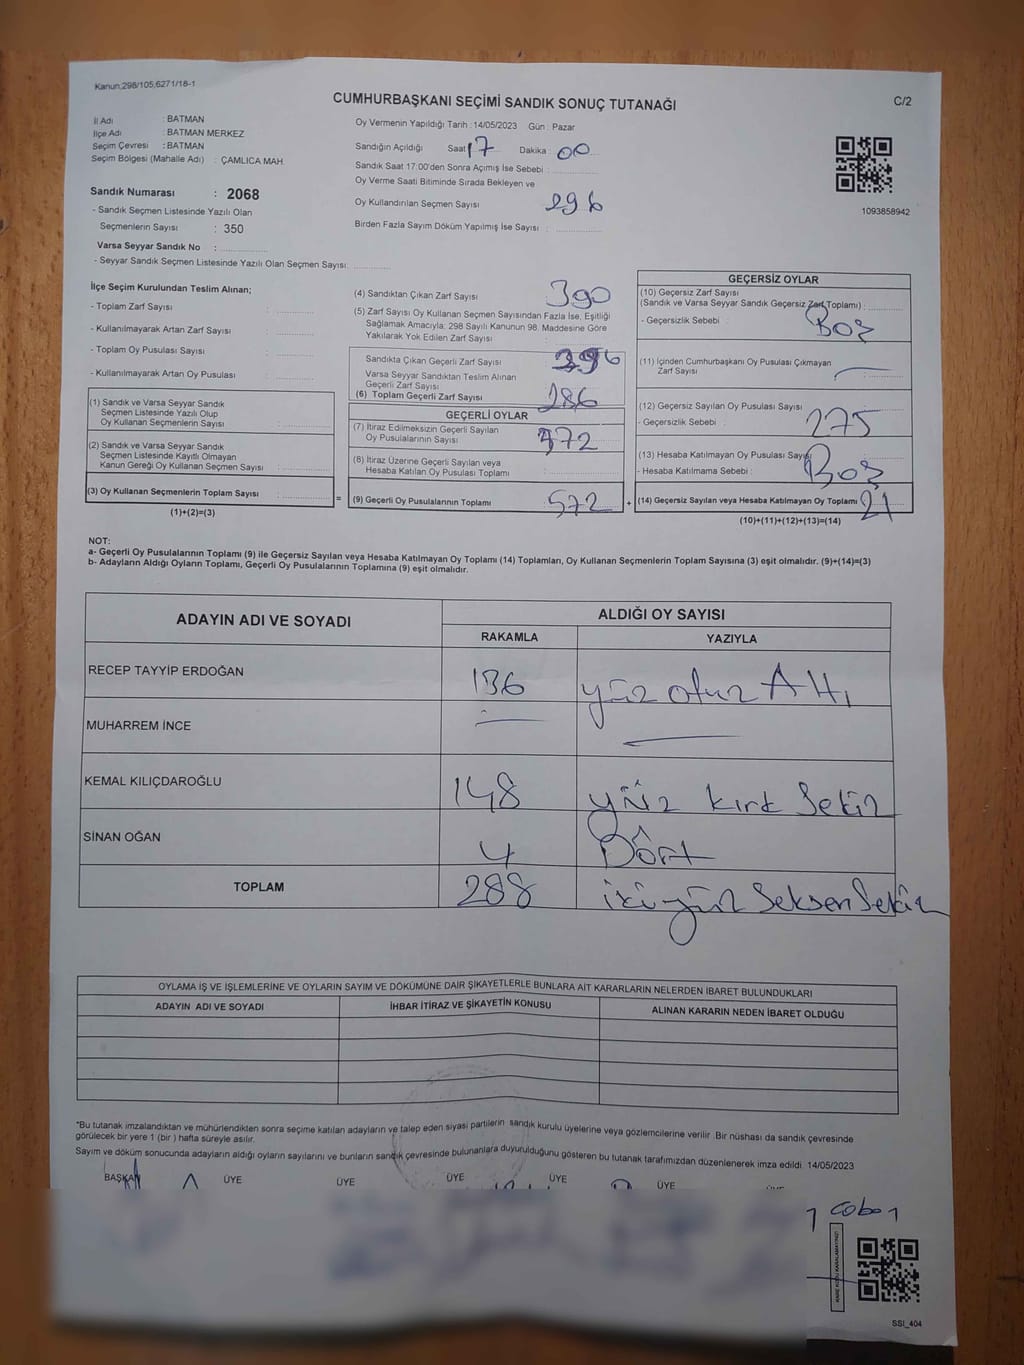 Kanun;298/105;6271/18-1
CUMHURBAŞKANI SEÇİMİ SANDIK SONUÇ TUTANAĞI
C/2
İl Adı : BATMAN
İlçe Adı : BATMAN MERKEZ
Seçim Çevresi : BATMAN
Seçim Bölgesi (Mahalle Adı) : ÇAMLICA MAH.
Sandık Numarası : 2068
- Sandık Seçmen Listesinde Yazılı Olan
Seçmenlerin Sayısı : 350
Varsa Seyyar Sandık No :
- Seyyar Sandık Seçmen Listesinde Yazılı Olan Seçmen Sayısı:
Oy Vermenin Yapıldığı Tarih : 14/05/2023 Gün : Pazar
Sandığın Açıldığı Saat 17 Dakika : 00
Sandık Saat 17:00'den Sonra Açımış İse Sebebi :
Oy Verme Saati Bitiminde Sırada Bekleyen ve
Oy Kullandırılan Seçmen Sayısı 296
Birden Fazla Sayım Döküm Yapılmış İse Sayısı :
1093858942
İlçe Seçim Kurulundan Teslim Alınan;
- Toplam Zarf Sayısı :
- Kullanılmayarak Artan Zarf Sayısı :
- Toplam Oy Pusulası Sayısı :
- Kullanılmayarak Artan Oy Pusulası :
(1) Sandık ve Varsa Seyyar Sandık
Seçmen Listesinde Yazılı Olup
Oy Kullanan Seçmenlerin Sayısı :
(2) Sandık ve Varsa Seyyar Sandık
Seçmen Listesinde Kayıtlı Olmayan
Kanun Gereği Oy Kullanan Seçmen Sayısı :
(3) Oy Kullanan Seçmenlerin Toplam Sayısı :
(1)+(2)=(3)
=
(4) Sandıktan Çıkan Zarf Sayısı 390
(5) Zarf Sayısı Oy Kullanan Seçmen Sayısından Fazla İse, Eşitliği
Sağlamak Amacıyla; 298 Sayılı Kanunun 98. Maddesine Göre
Yakılarak Yok Edilen Zarf Sayısı :
Sandıkta Çıkan Geçerli Zarf Sayısı 396
Varsa Seyyar Sandıktan Teslim Alınan
Geçerli Zarf Sayısı
(6) Toplam Geçerli Zarf Sayısı 286
GEÇERLİ OYLAR
(7) İtiraz Edilmeksizin Geçerli Sayılan
Oy Pusulalarının Sayısı : 572
(8) İtiraz Üzerine Geçerli Sayılan veya
Hesaba Katılan Oy Pusulası Toplamı :
(9) Geçerli Oy Pusulalarının Toplamı 572
+
GEÇERSİZ OYLAR
(10) Geçersiz Zarf Sayısı
(Sandık ve Varsa Seyyar Sandık Geçersiz Zarf Toplamı) :
- Geçersizlik Sebebi : Boş
(11) İçinden Cumhurbaşkanı Oy Pusulası Çıkmayan
Zarf Sayısı :
(12) Geçersiz Sayılan Oy Pusulası Sayısı
- Geçersizlik Sebebi : 275
(13) Hesaba Katılmayan Oy Pusulası Sayısı
- Hesaba Katılmama Sebebi : Boş
(14) Geçersiz Sayılan veya Hesaba Katılmayan Oy Toplamı 21
(10)+(11)+(12)+(13)=(14)
NOT:
a- Geçerli Oy Pusulalarının Toplamı (9) ile Geçersiz Sayılan veya Hesaba Katılmayan Oy Toplamı (14) Toplamları, Oy Kullanan Seçmenlerin Toplam Sayısına (3) eşit olmalıdır. (9)+(14)=(3)
b- Adayların Aldığı Oyların Toplamı, Geçerli Oy Pusulalarının Toplamına (9) eşit olmalıdır.
ADAYIN ADI VE SOYADI
ALDIĞI OY SAYISI
RAKAMLA YAZIYLA
RECEP TAYYİP ERDOĞAN 136 yüz otuz Altı
MUHARREM İNCE
KEMAL KILIÇDAROĞLU 148 yüz kırk Sekiz
SİNAN OĞAN 4 Dört
TOPLAM 288 ikiyüz Seksen Sekiz
OYLAMA İŞ VE İŞLEMLERİNE VE OYLARIN SAYIM VE DÖKÜMÜNE DAİR ŞİKAYETLERLE BUNLARA AİT KARARLARIN NELERDEN İBARET BULUNDUKLARI
ADAYIN ADI VE SOYADI İHBAR İTİRAZ VE ŞİKAYETİN KONUSU ALINAN KARARIN NEDEN İBARET OLDUĞU
*Bu tutanak imzalandıktan ve mühürlendikten sonra seçime katılan adayların ve talep eden siyasi partilerin sandık kurulu üyelerine veya gözlemcilerine verilir. Bir nüshası da sandık çevresinde
görülecek bir yere 1 (bir ) hafta süreyle asılır.
Sayım ve döküm sonucunda adayların aldığı oyların sayılarını ve bunların sandık çevresinde bulunanlara duyurulduğunu gösteren bu tutanak tarafımızdan düzenlenerek imza edildi. 14/05/2023
BAŞKAN ÜYE ÜYE ÜYE ÜYE ÜYE
SSI_404